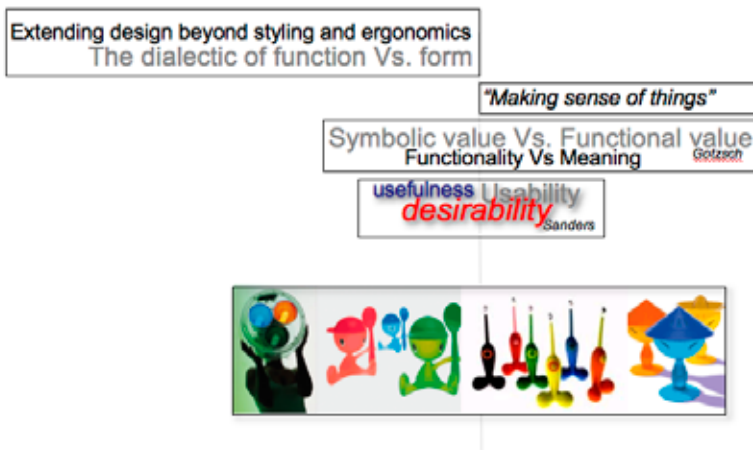 Extending design beyond styling and ergonomics
The dialectic of function Vs. form
“Making sense of things”
Symbolic value Vs. Functional value
Functionality Vs Meaning
Gotzsch
usefulness Usability
desirability
Sanders